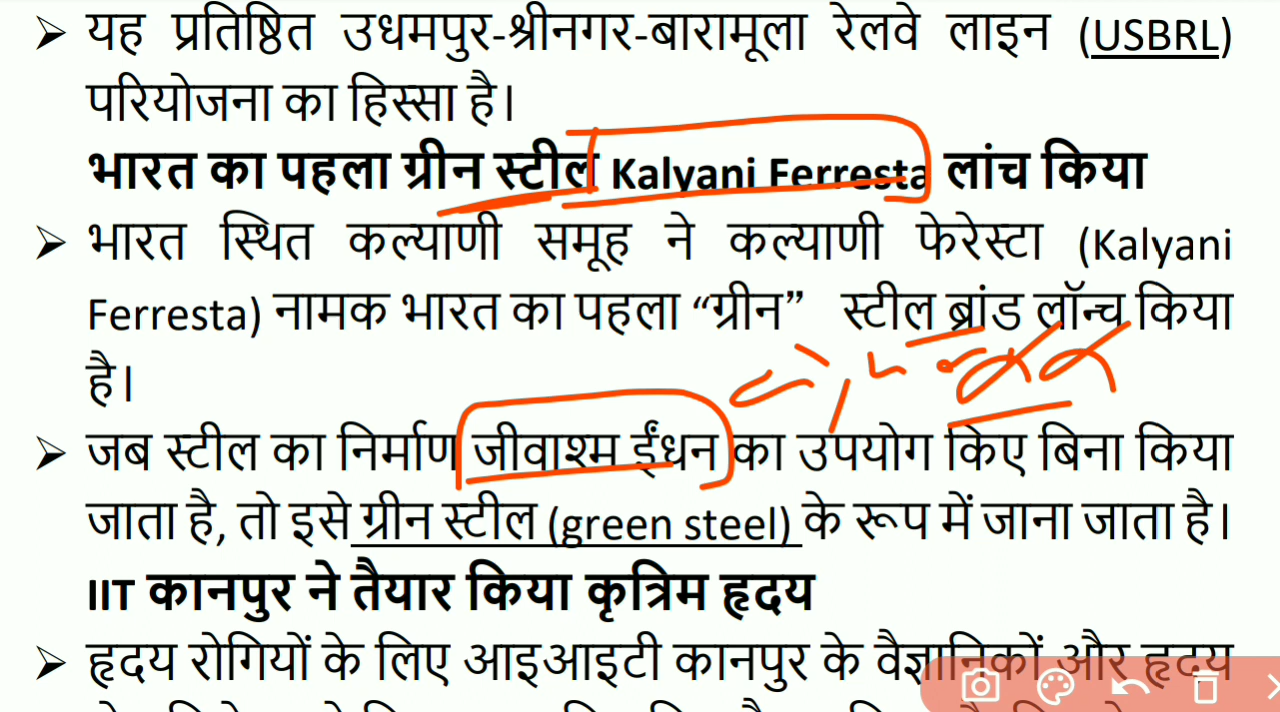 ➢ यह प्रतिष्ठित उधमपुर-श्रीनगर-बारामूला रेलवे लाइन (USBRL)
परियोजना का हिस्सा है।
भारत का पहला ग्रीन स्टील Kalyani Ferresta लांच किया
➢ भारत स्थित कल्याणी समूह ने कल्याणी फेरेस्टा (Kalyani
Ferresta) नामक भारत का पहला “ग्रीन” स्टील ब्रांड लॉन्च किया
है।
➢ जब स्टील का निर्माण जीवाश्म ईंधन का उपयोग किए बिना किया
जाता है, तो इसे ग्रीन स्टील (green steel) के रूप में जाना जाता है।
IIT कानपुर ने तैयार किया कृत्रिम हृदय
➢ हृदय रोगियों के लिए आइआइटी कानपुर के वैज्ञानिकों और हृदय